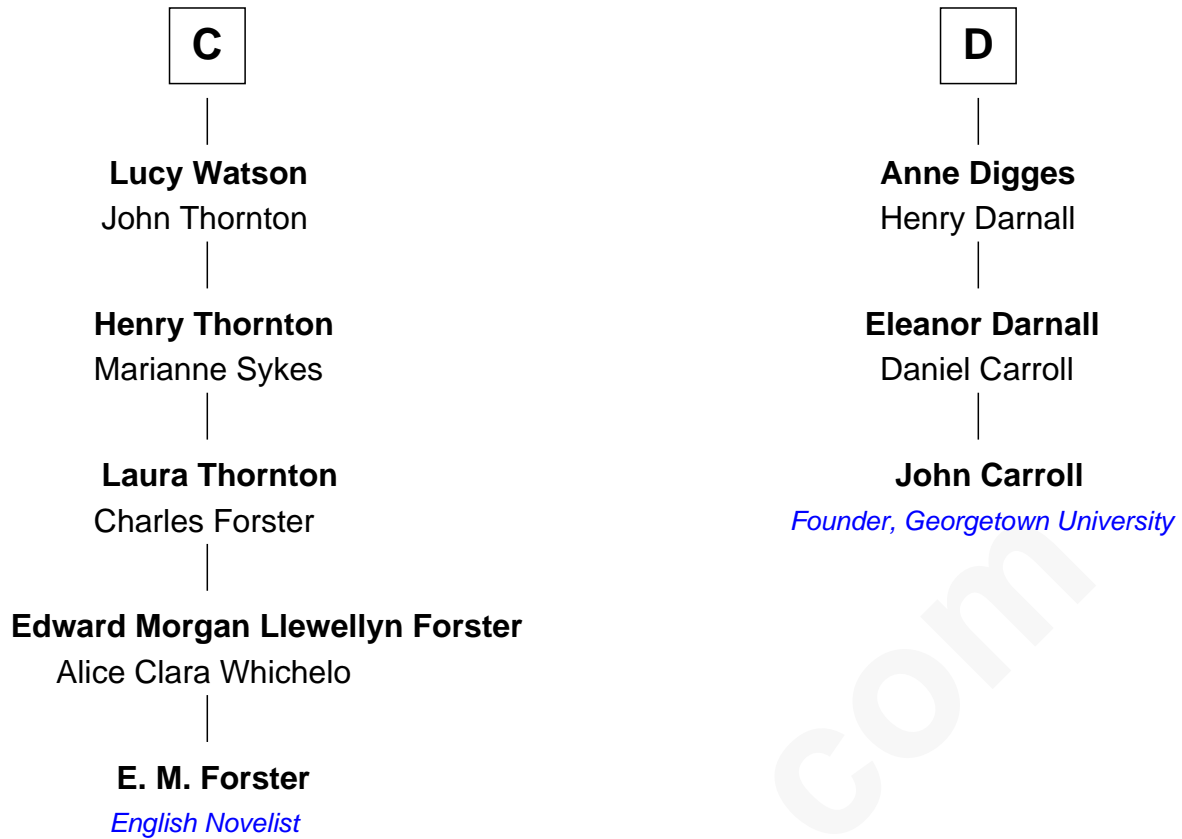 C
Lucy Watson
John Thornton
Henry Thornton
Marianne Sykes
Laura Thornton
Charles Forster
Edward Morgan Llewellyn Forster
Alice Clara Whichelo
E. M. Forster
English Novelist
D
Anne Digges
Henry Darnall
Eleanor Darnall
Daniel Carroll
John Carroll
Founder, Georgetown University
com